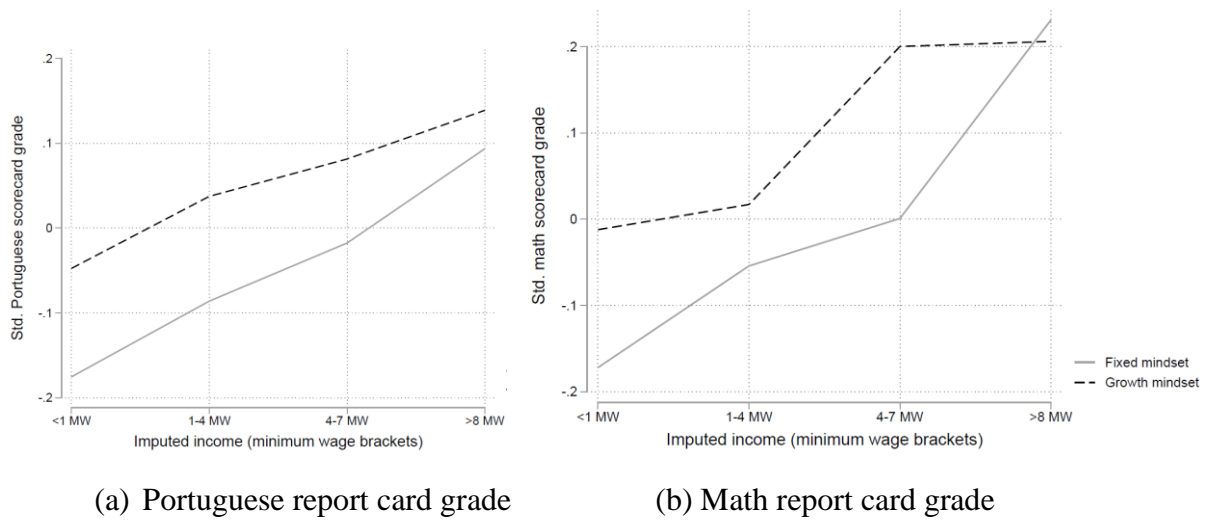 Std. Portuguese scorecard grade
.2
.1
0
-.1
-.2
<1 MW
1-4 MW
4-7 MW
>8 MW
Imputed income (minimum wage brackets)
(a) Portuguese report card grade
Std. math scorecard grade
.2
.1
0
-.1
-.2
<1 MW
1-4 MW
4-7 MW
>8 MW
Imputed income (minimum wage brackets)
Fixed mindset
Growth mindset
(b) Math report card grade